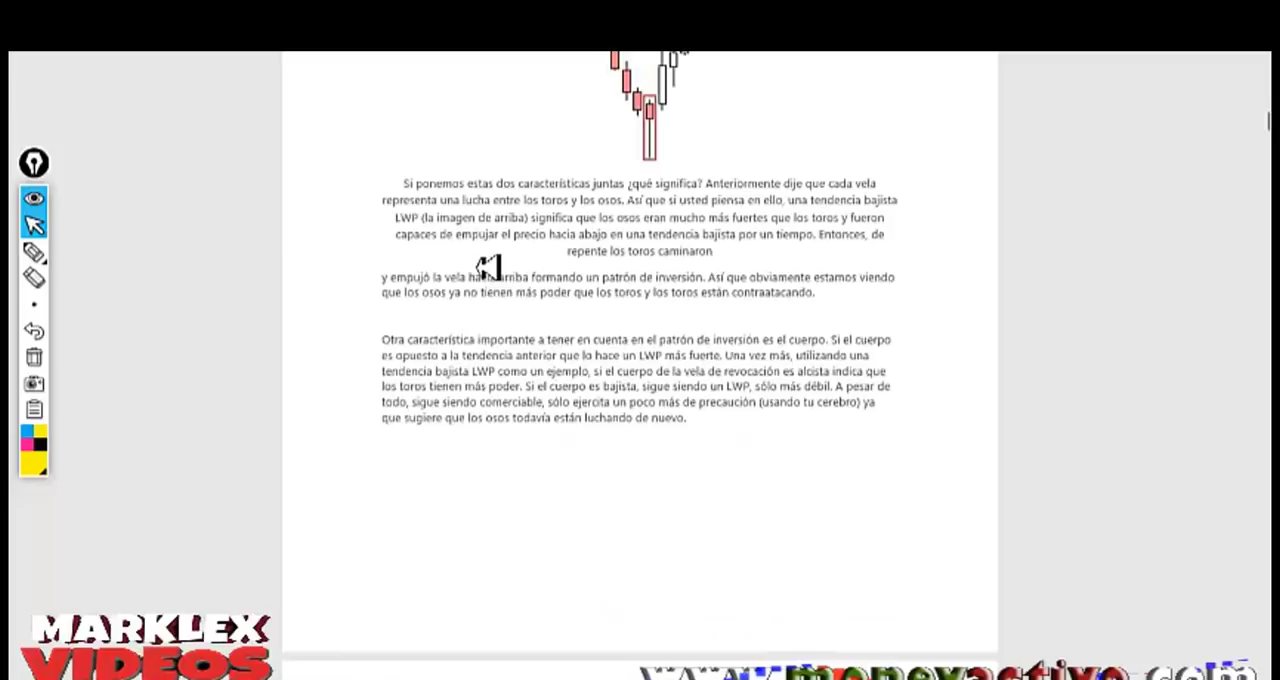 Si ponemos estas dos características juntas ¿qué significa? Anteriormente dije que cada vela
representa una lucha entre los toros y los osos. Así que si usted piensa en ello, una tendencia bajista
LWP (la imagen de arriba) significa que los osos eran mucho más fuertes que los toros y fueron
capaces de empujar el precio hacia abajo en una tendencia bajista por un tiempo. Entonces, de
repente los toros caminaron
y empujó la vela hacia arriba formando un patrón de inversión. Así que obviamente estamos viendo
que los osos ya no tienen más poder que los toros y los toros están contraatacando.
Otra característica importante a tener en cuenta en el patrón de inversión es el cuerpo. Si el cuerpo
es opuesto a la tendencia anterior que lo hace un LWP más fuerte. Una vez más, utilizando una
tendencia bajista LWP como un ejemplo, si el cuerpo de la vela de revocación es alcista indica que
los toros tienen más poder. Si el cuerpo es bajista, sigue siendo un LWP, sólo más débil. A pesar de
todo, sigue siendo comerciable, sólo ejercita un poco más de precaución (usando tu cerebro) ya
que sugiere que los osos todavía están luchando de nuevo.
MARKLEX
VIDEOS
www.moneyactivo.com